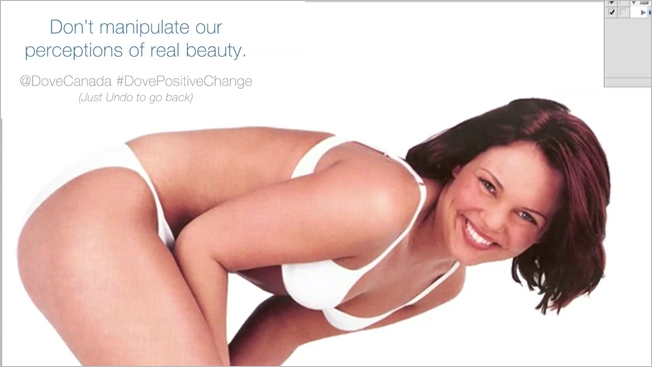 Don't manipulate our
perceptions of real beauty.
@DoveCanada #DovePositiveChange
(Just Undo to go back)